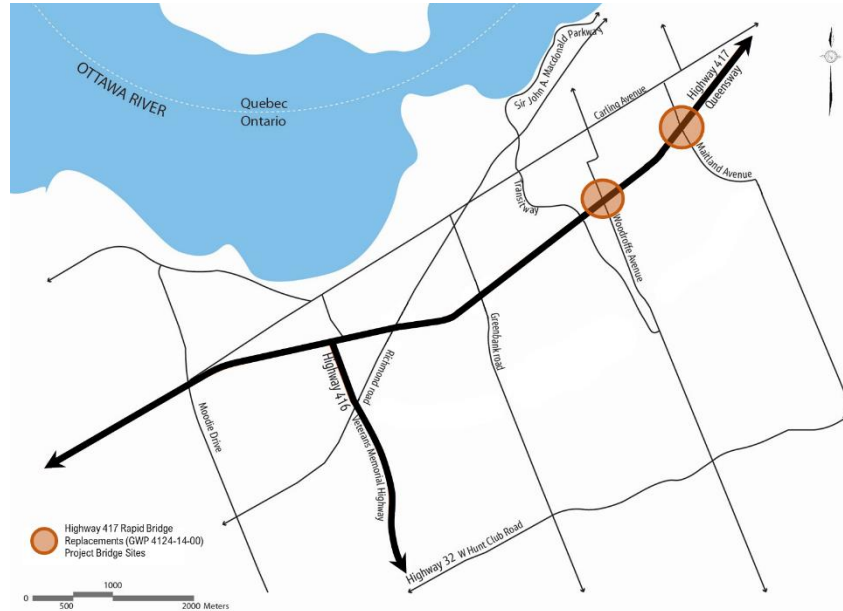 OTTAWA RIVER
Quebec
Ontario
Sir John A. Macdonald Parkway
Carling Avenue
Highway 417
Queensway
Maitland Avenue
Transitway
Woodroffe Avenue
Greenbank road
Richmond road
Highway 416
Veterans Memorial Highway
Moodie Drive
Highway 32 W Hunt Club Road
Highway 417 Rapid Bridge
Replacements (GWP 4124-14-00)
Project Bridge Sites
0 1000
500 2000 Meters